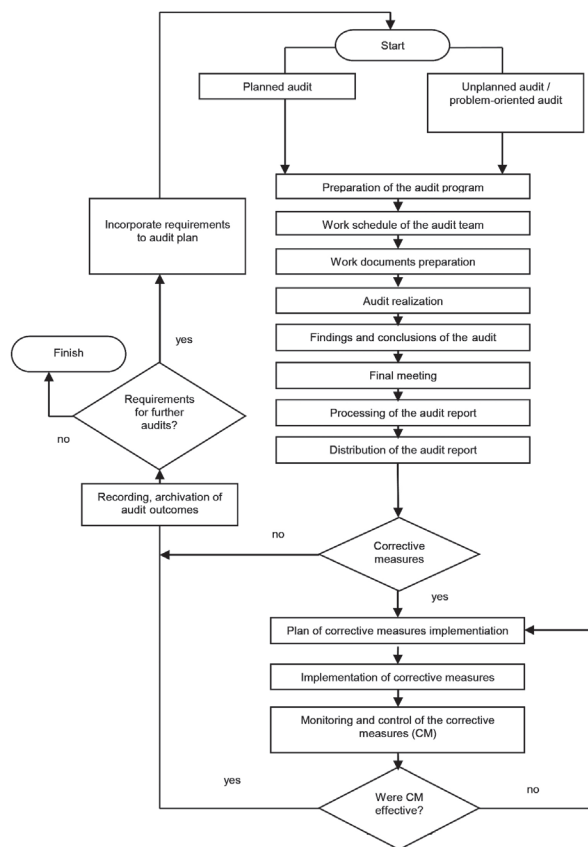 Start
Planned audit
Unplanned audit /
problem-oriented audit
Preparation of the audit program
Work schedule of the audit team
Work documents preparation
Audit realization
Findings and conclusions of the audit
Final meeting
Processing of the audit report
Distribution of the audit report
Corrective
measures
no
yes
Plan of corrective measures implementiation
Implementation of corrective measures
Monitoring and control of the corrective
measures (CM)
Were CM
effective?
yes
no
Recording, archivation of
audit outcomes
Requirements
for further
audits?
no
yes
Finish
Incorporate requirements
to audit plan